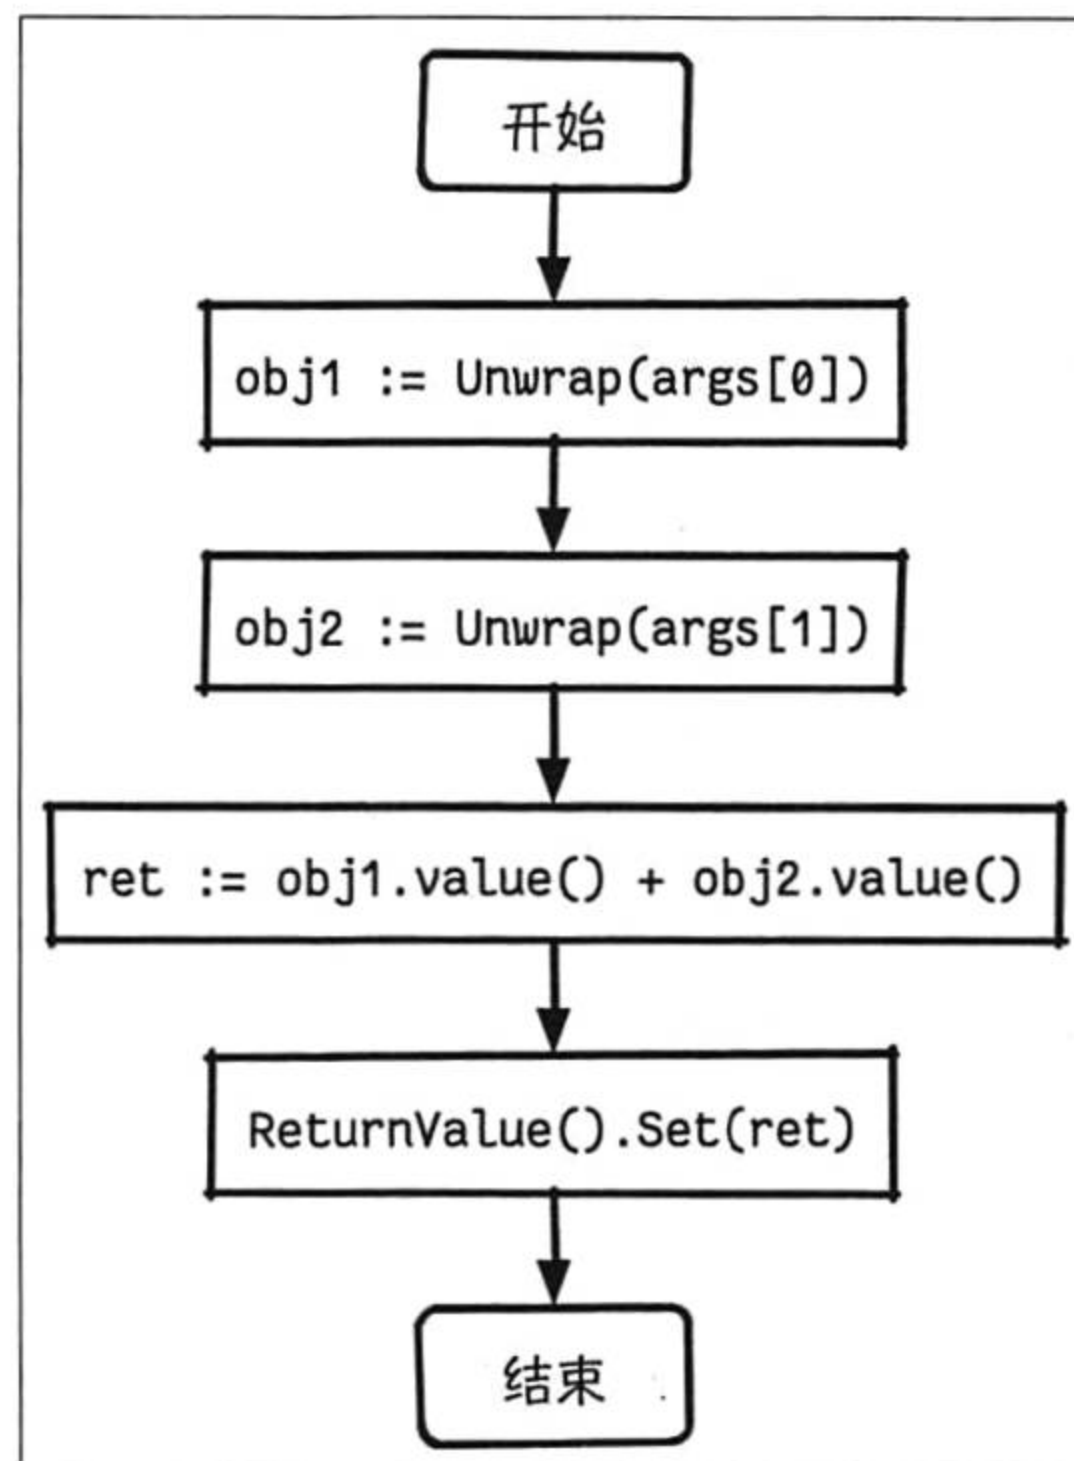 开始
obj1 := Unwrap(args[0])
obj2 := Unwrap(args[1])
ret := obj1.value() + obj2.value()
ReturnValue().Set(ret)
结束